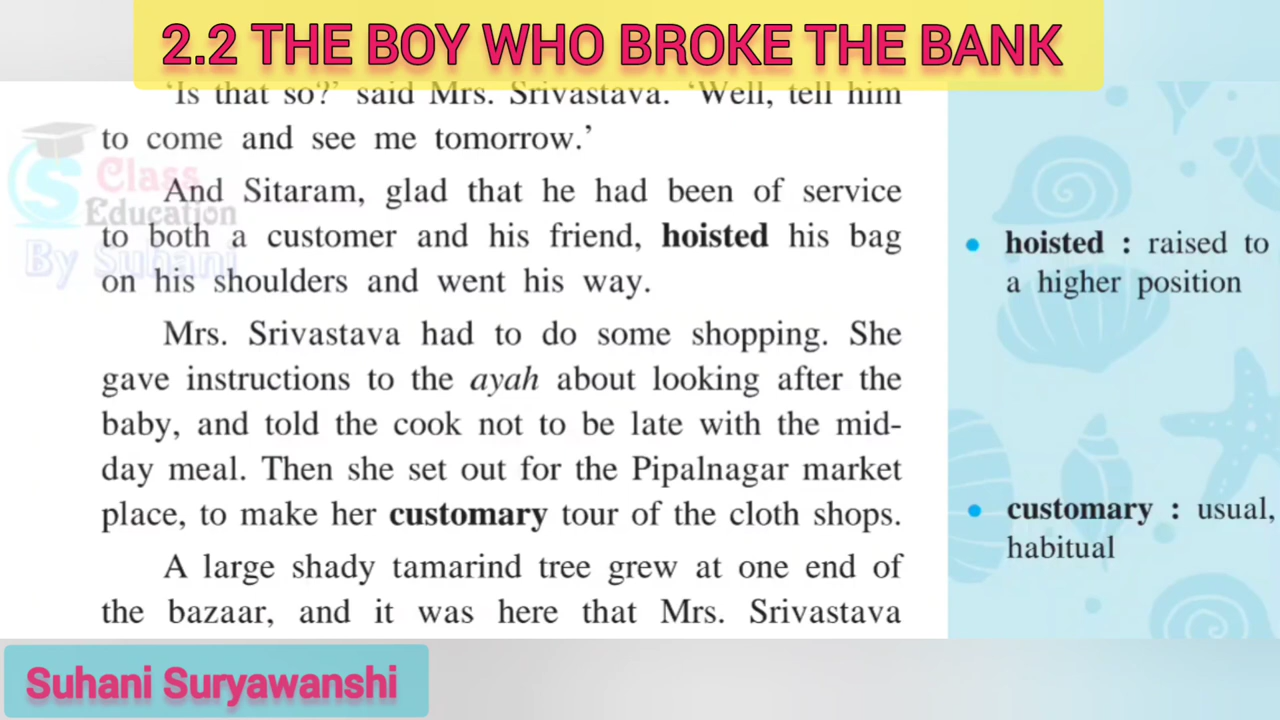 2.2 THE BOY WHO BROKE THE BANK
'Is that so?' said Mrs. Srivastava. 'Well, tell him
to come and see me tomorrow.'
And Sitaram, glad that he had been of service
to both a customer and his friend, hoisted his bag
on his shoulders and went his way.
Mrs. Srivastava had to do some shopping. She
gave instructions to the ayah about looking after the
baby, and told the cook not to be late with the mid-
day meal. Then she set out for the Pipalnagar market
place, to make her customary tour of the cloth shops.
A large shady tamarind tree grew at one end of
the bazaar, and it was here that Mrs. Srivastava
• hoisted : raised to
a higher position
• customary : usual,
habitual
S Class
Education
By Suhani
Suhani Suryawanshi